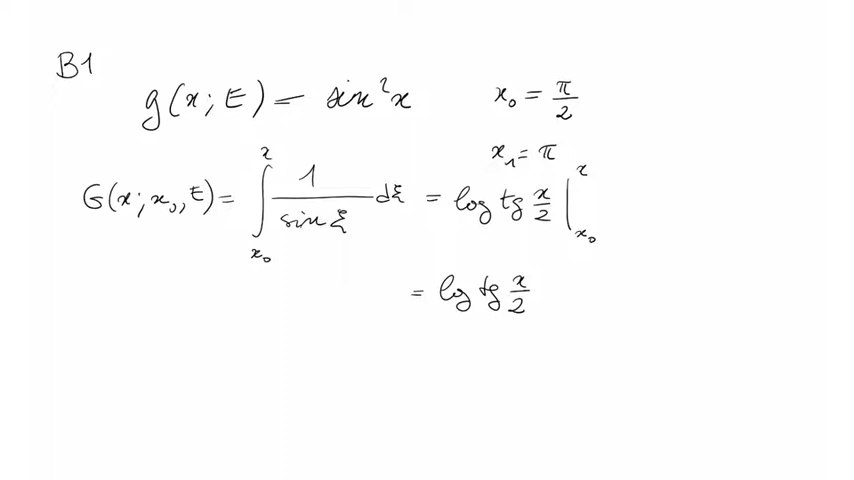 B1
g(x; E) = sin²x   x₀ = π/2
x₁ = π
G(x; x₀, E) = ∫_{x₀}^{x} 1/(sin ξ) dξ = log tg x/2 |_{x₀}^{x}
= log tg x/2